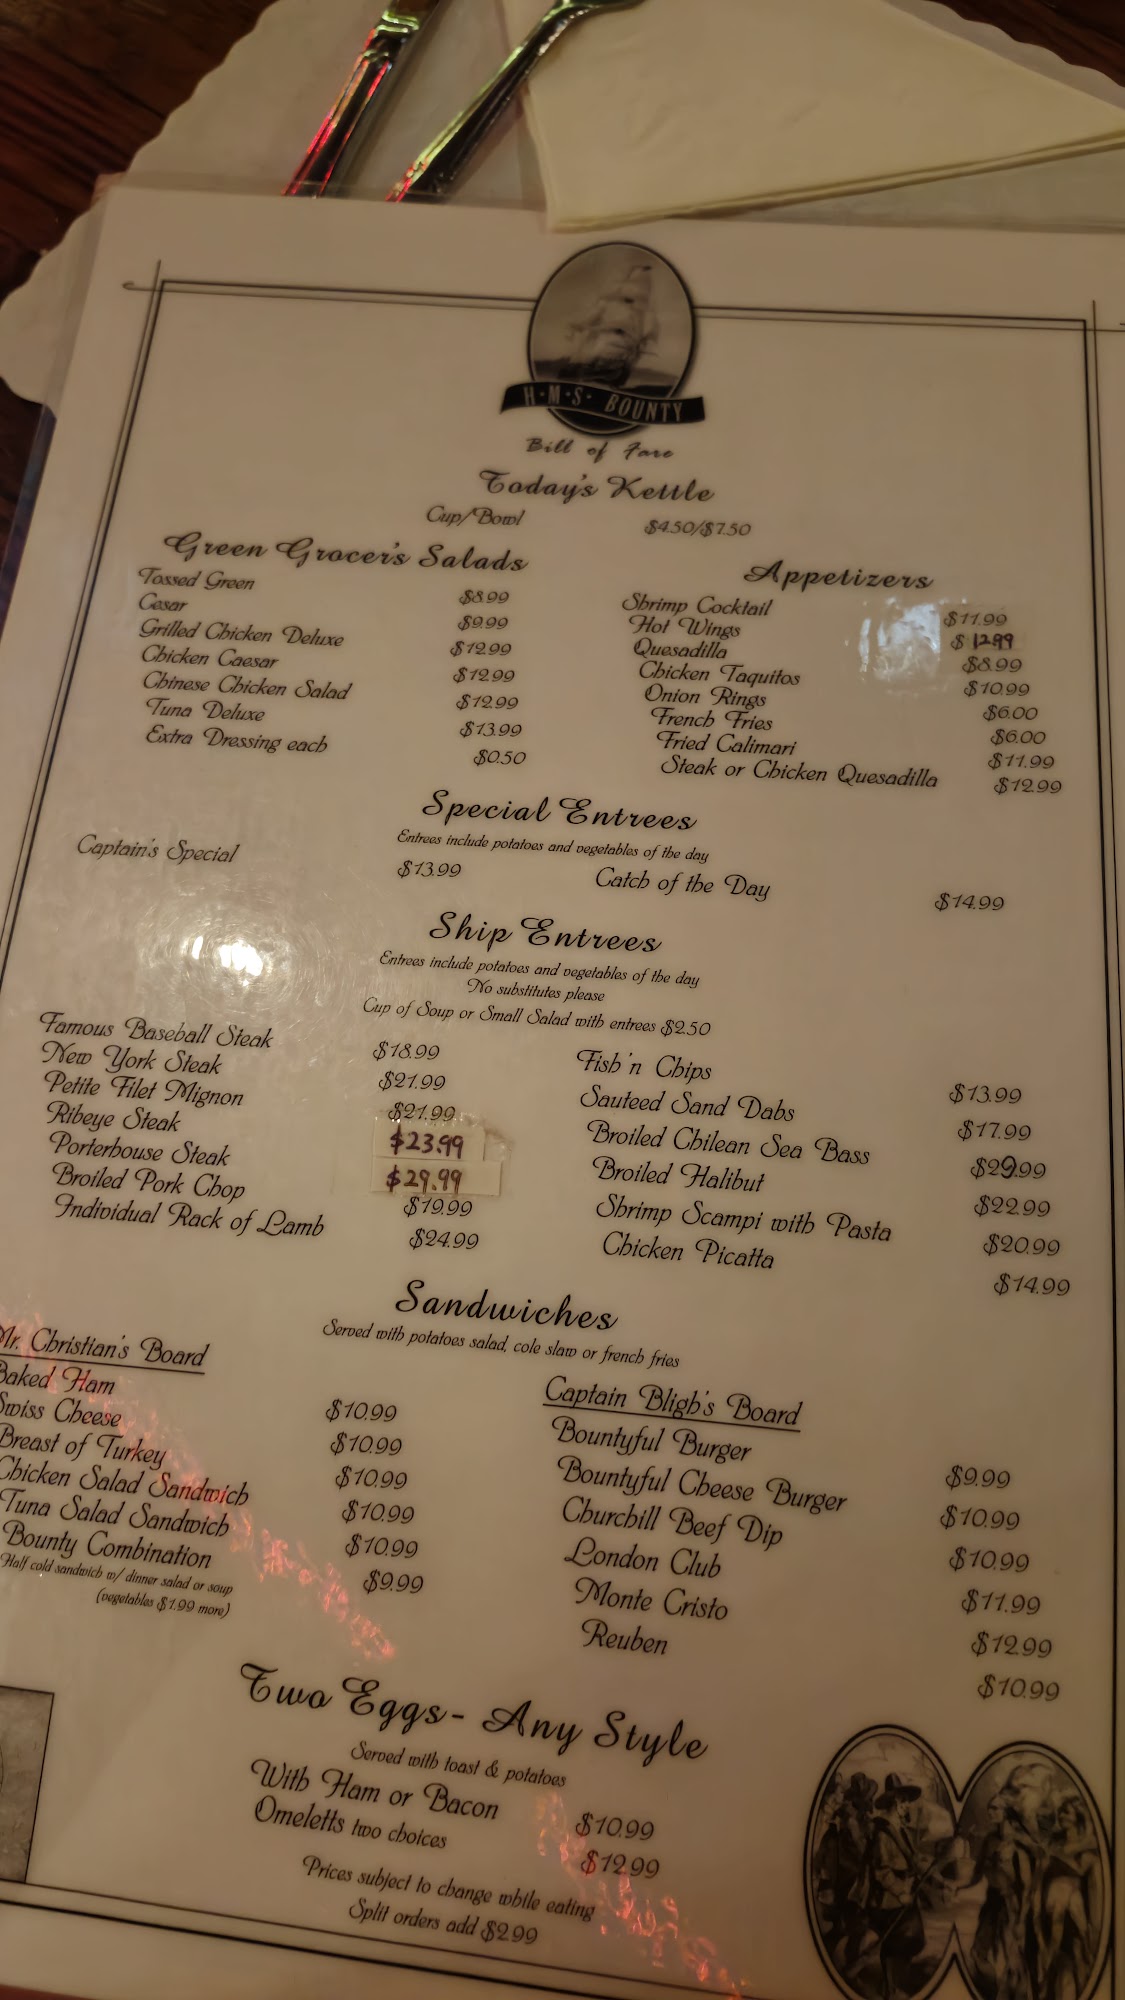 H·M·S· BOUNTY
Bill of Fare
Today's Kettle
Cup/Bowl $4.50/$7.50
Green Grocer's Salads
Tossed Green $8.99
Cesar $9.99
Grilled Chicken Deluxe $12.99
Chicken Caesar $12.99
Chinese Chicken Salad $12.99
Tuna Deluxe $13.99
Extra Dressing each $0.50
Appetizers
Shrimp Cocktail $11.99
Hot Wings $12.99
Quesadilla $8.99
Chicken Taquitos $10.99
Onion Rings $6.00
French Fries $6.00
Fried Calimari $11.99
Steak or Chicken Quesadilla $12.99
Special Entrees
Entrees include potatoes and vegetables of the day
Captain's Special $13.99
Catch of the Day $14.99
Ship Entrees
Entrees include potatoes and vegetables of the day
No substitutes please
Cup of Soup or Small Salad with entrees $2.50
Famous Baseball Steak $18.99
New York Steak $21.99
Petite Filet Mignon $21.99
Ribeye Steak $23.99
Porterhouse Steak $29.99
Broiled Pork Chop $19.99
Individual Rack of Lamb $24.99
Fish 'n Chips $13.99
Sauteed Sand Dabs $17.99
Broiled Chilean Sea Bass $29.99
Broiled Halibut $22.99
Shrimp Scampi with Pasta $20.99
Chicken Picatta $14.99
Sandwiches
Served with potatoes salad, cole slaw or french fries
Mr. Christian's Board
Baked Ham $10.99
Swiss Cheese $10.99
Breast of Turkey $10.99
Chicken Salad Sandwich $10.99
Tuna Salad Sandwich $10.99
Bounty Combination $9.99
Half cold sandwich w/ dinner salad or soup
(vegetables $1.99 more)
Captain Bligh's Board
Bountyful Burger $9.99
Bountyful Cheese Burger $10.99
Churchill Beef Dip $10.99
London Club $11.99
Monte Cristo $12.99
Reuben $10.99
Two Eggs- Any Style
Served with toast & potatoes
With Ham or Bacon $10.99
Omeletts two choices $12.99
Prices subject to change while eating
Split orders add $2.99